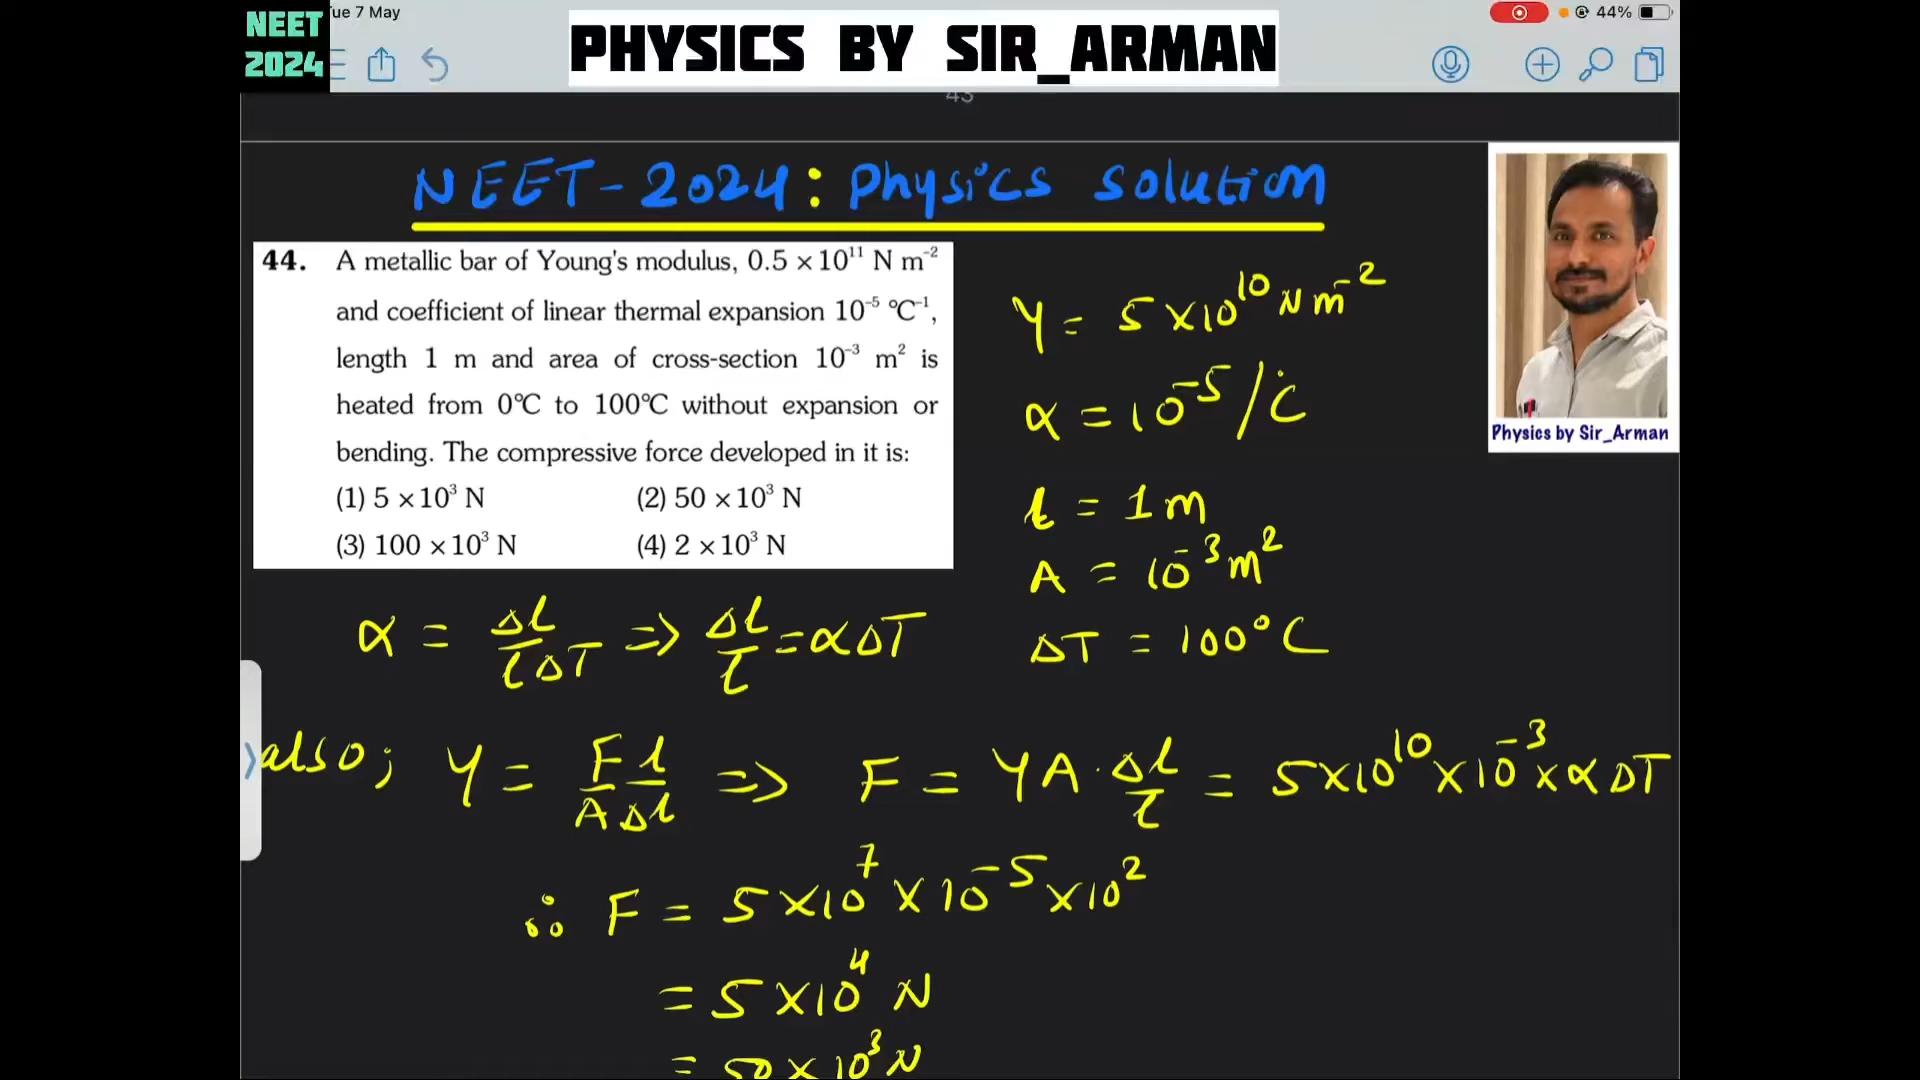 NEET
2024
ue 7 May
PHYSICS BY SIR_ARMAN
44%
43
NEET-2024: Physics solution
44. A metallic bar of Young's modulus, 0.5 × 10¹¹ N m⁻²
and coefficient of linear thermal expansion 10⁻⁵ °C⁻¹,
length 1 m and area of cross-section 10⁻³ m² is
heated from 0°C to 100°C without expansion or
bending. The compressive force developed in it is:
(1) 5 × 10³ N (2) 50 × 10³ N
(3) 100 × 10³ N (4) 2 × 10³ N
Y = 5 × 10¹⁰ N m⁻²
α = 10⁻⁵ /°C
l = 1 m
A = 10⁻³ m²
ΔT = 100°C
Physics by Sir_Arman
α = Δl/(lΔT) => Δl/l = αΔT
also; Y = Fl/(AΔl) => F = YA · Δl/l = 5×10¹⁰ × 10⁻³ × αΔT
∴ F = 5×10⁷ × 10⁻⁵ × 10²
= 5×10⁴ N
= 50 × 10³ N